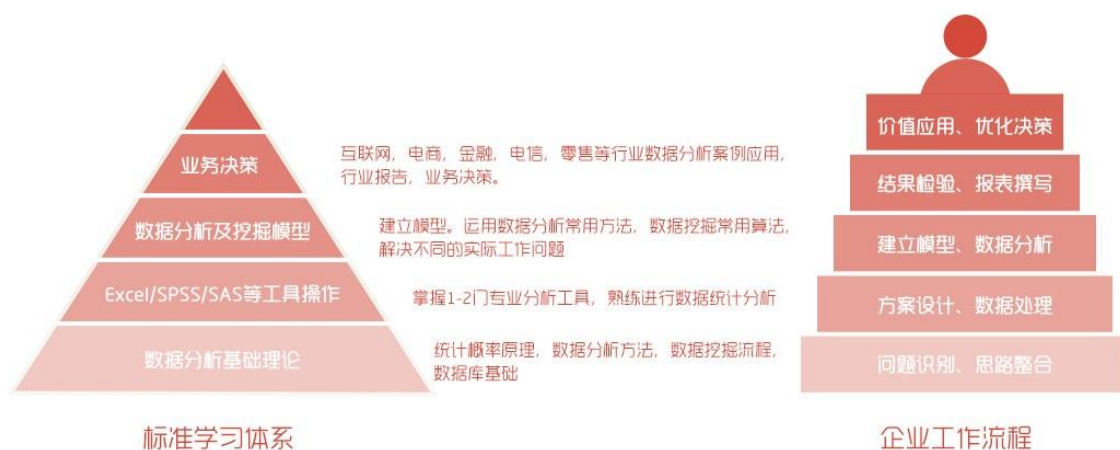 业务决策
数据分析及挖掘模型
Excel/SPSS/SAS等工具操作
数据分析基础理论
标准学习体系
互联网，电商，金融，电信，零售等行业数据分析案例应用，
行业报告，业务决策。
建立模型。运用数据分析常用方法，数据挖掘常用算法，
解决不同的实际工作问题
掌握1-2门专业分析工具，熟练进行数据统计分析
统计概率原理，数据分析方法，数据挖掘流程，
数据库基础
价值应用、优化决策
结果检验、报表撰写
建立模型、数据分析
方案设计、数据处理
问题识别、思路整合
企业工作流程